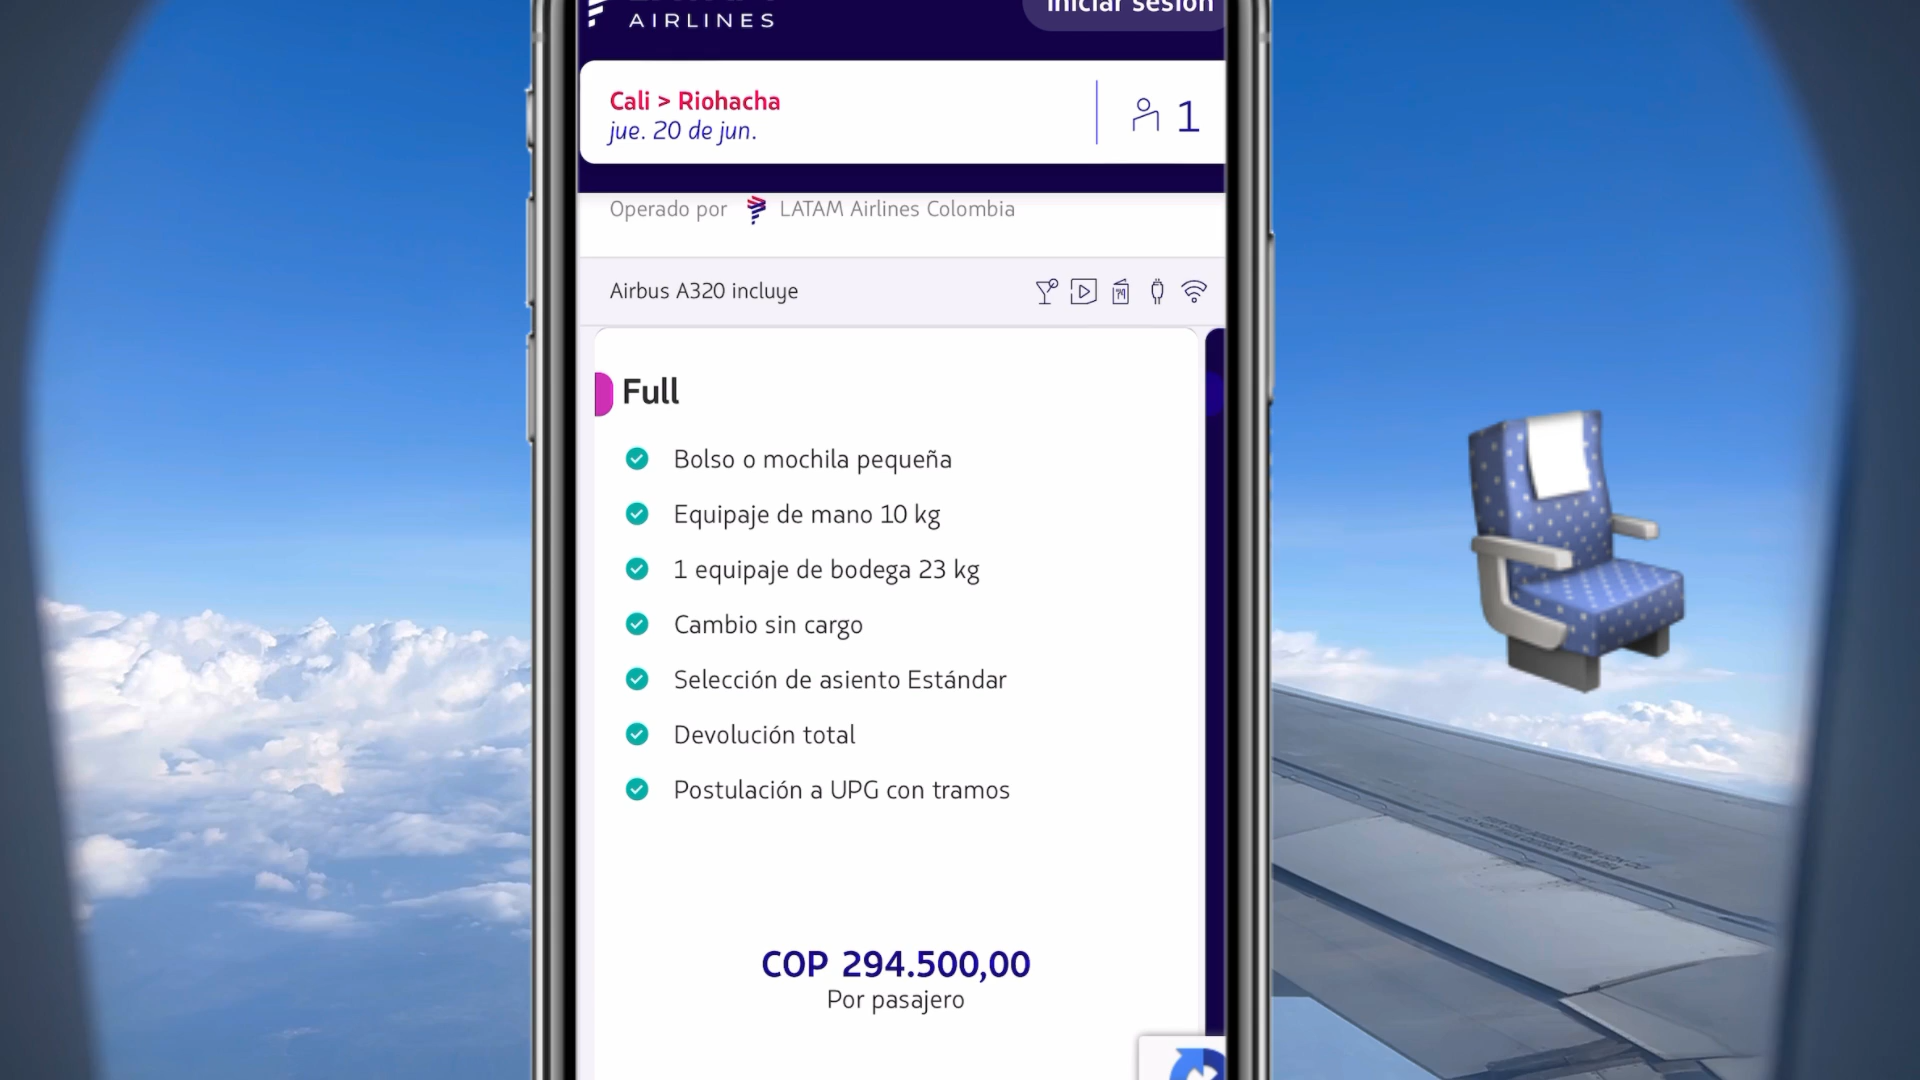 AIRLINES
Iniciar sesión
Cali > Riohacha
jue. 20 de jun.
1
Operado por LATAM Airlines Colombia
Airbus A320 incluye
Full
Bolso o mochila pequeña
Equipaje de mano 10 kg
1 equipaje de bodega 23 kg
Cambio sin cargo
Selección de asiento Estándar
Devolución total
Postulación a UPG con tramos
COP 294.500,00
Por pasajero